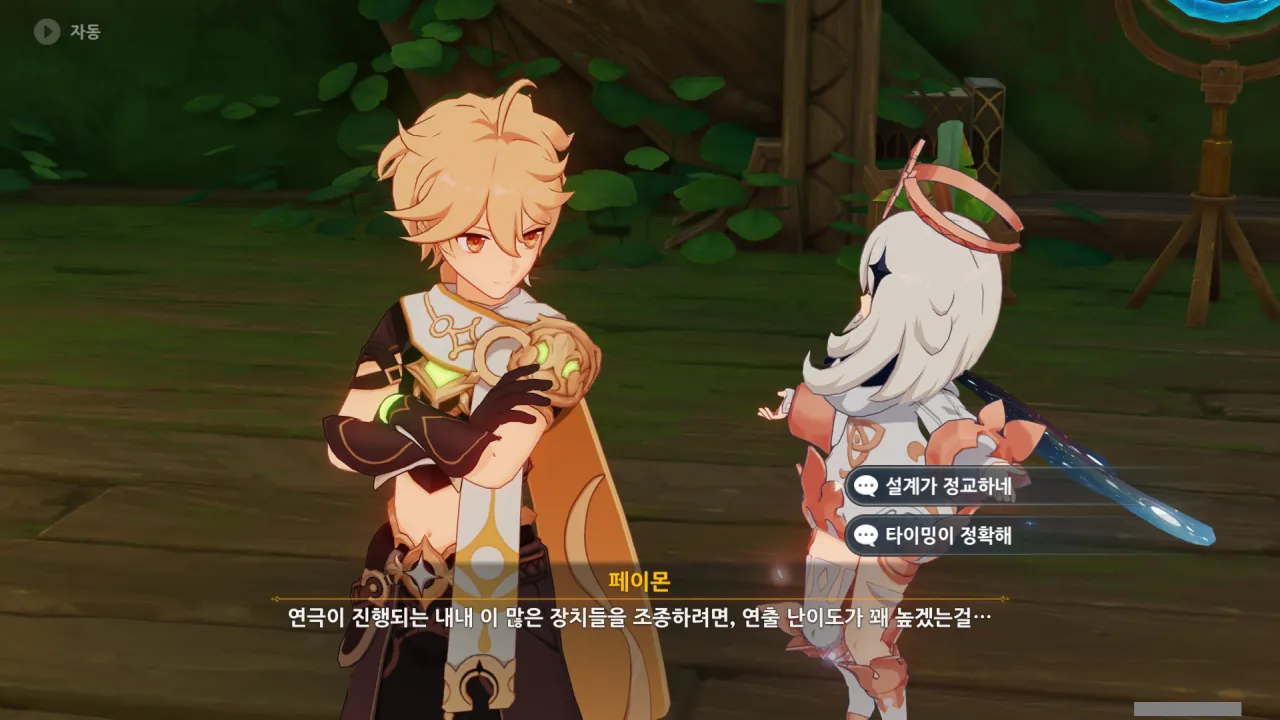 자동
설계가 정교하네
타이밍이 정확해
페이몬
연극이 진행되는 내내 이 많은 장치들을 조종하려면, 연출 난이도가 꽤 높겠는걸…